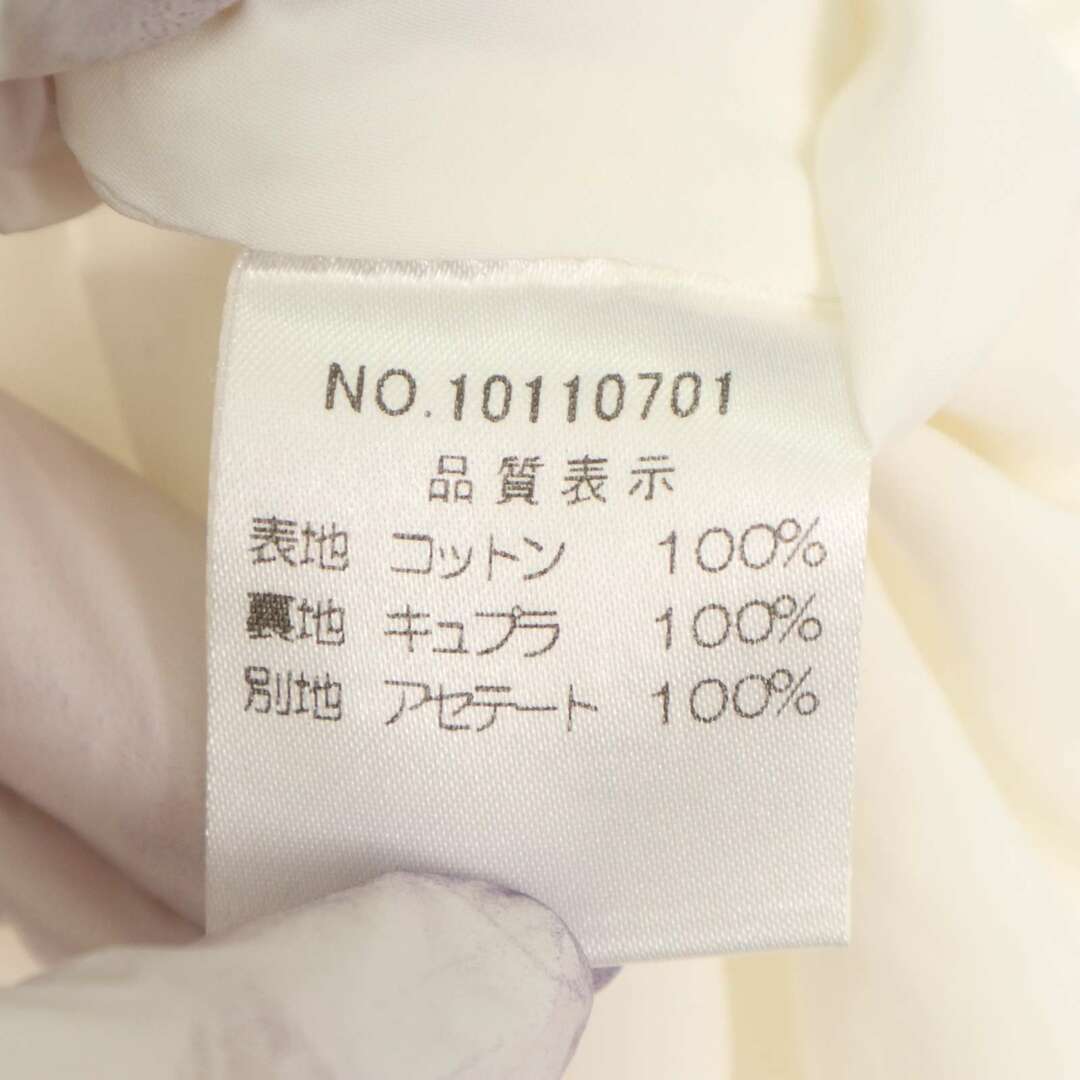 NO.10110701
品質表示
表地 コットン 100%
裏地 キュプラ 100%
別地 アセテート 100%